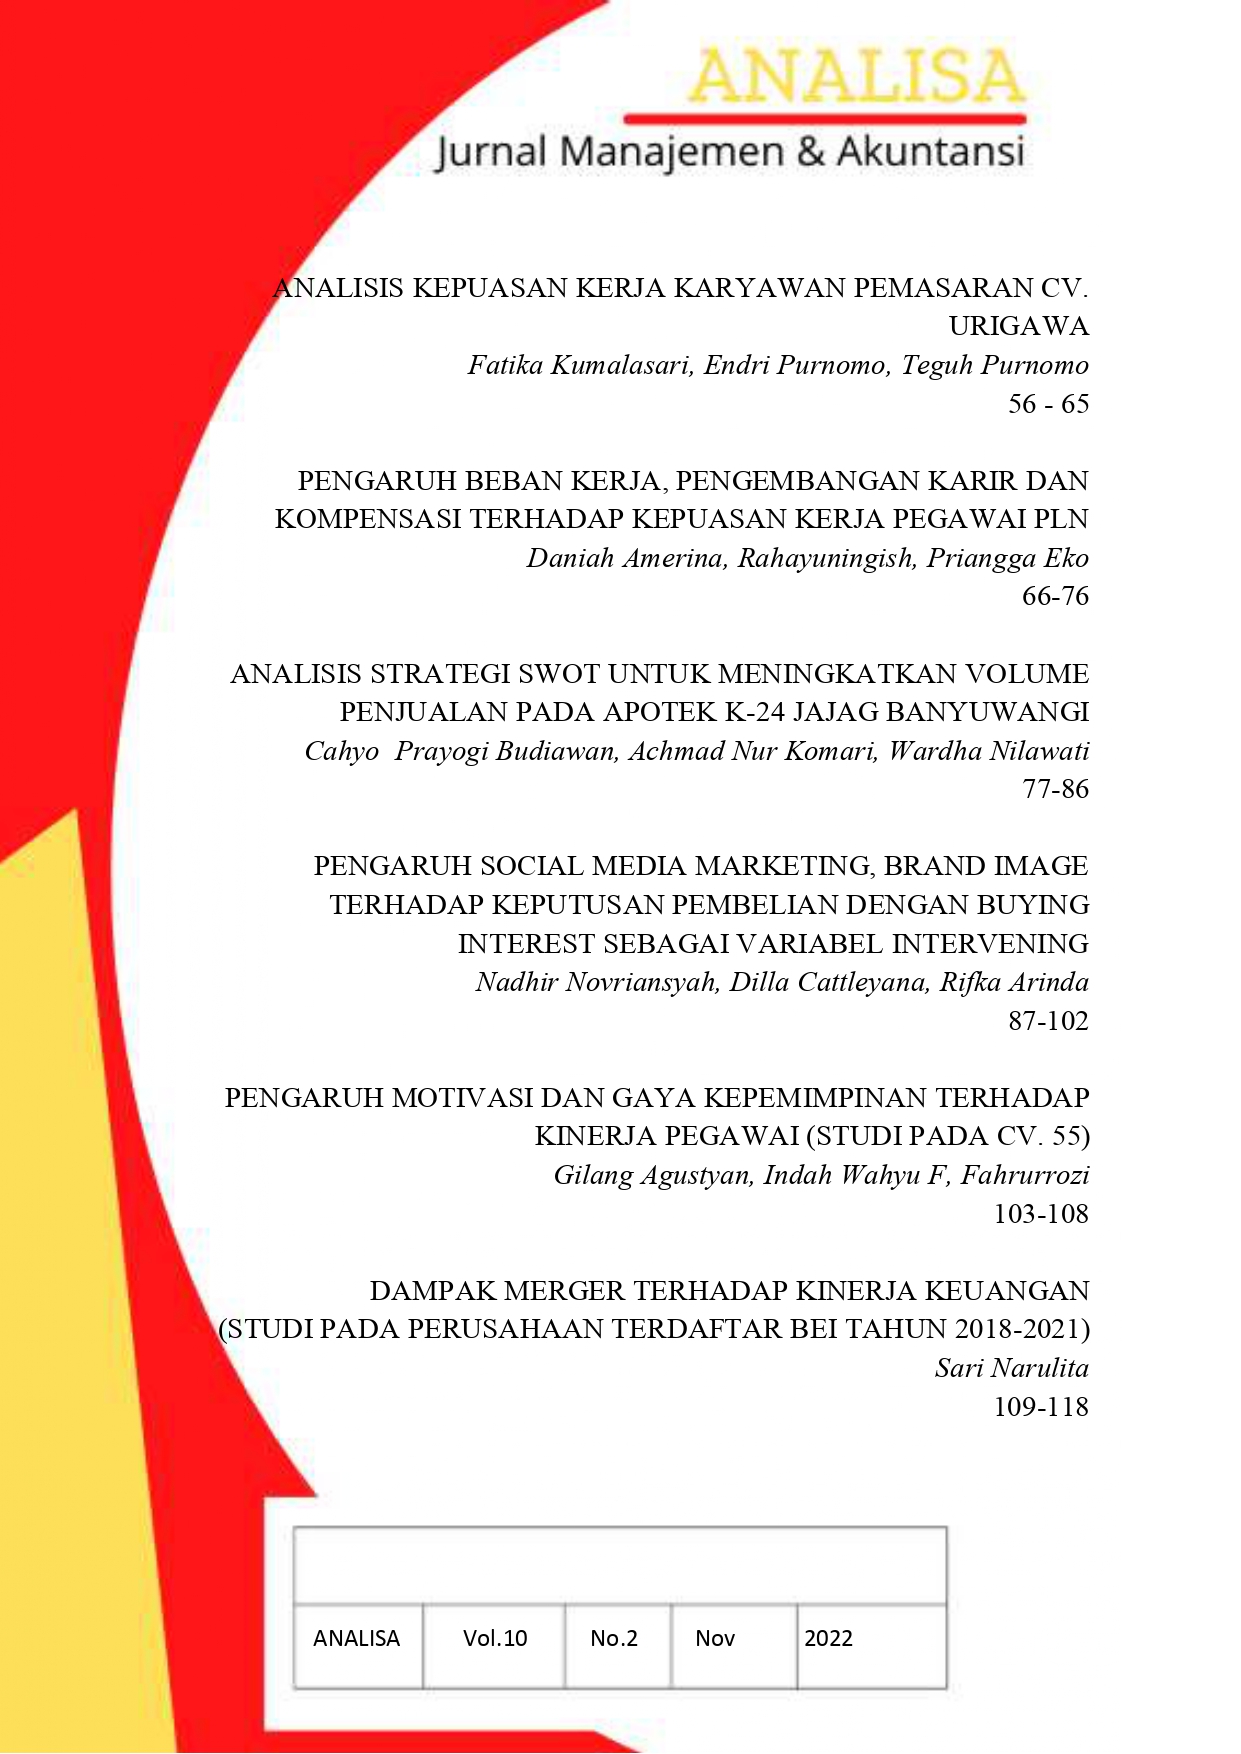 ANALISA
Jurnal Manajemen & Akuntansi
ANALISIS KEPUASAN KERJA KARYAWAN PEMASARAN CV.
URIGAWA
Fatika Kumalasari, Endri Purnomo, Teguh Purnomo
56 - 65
PENGARUH BEBAN KERJA, PENGEMBANGAN KARIR DAN
KOMPENSASI TERHADAP KEPUASAN KERJA PEGAWAI PLN
Daniah Amerina, Rahayuningish, Priangga Eko
66-76
ANALISIS STRATEGI SWOT UNTUK MENINGKATKAN VOLUME
PENJUALAN PADA APOTEK K-24 JAJAG BANYUWANGI
Cahyo  Prayogi Budiawan, Achmad Nur Komari, Wardha Nilawati
77-86
PENGARUH SOCIAL MEDIA MARKETING, BRAND IMAGE
TERHADAP KEPUTUSAN PEMBELIAN DENGAN BUYING
INTEREST SEBAGAI VARIABEL INTERVENING
Nadhir Novriansyah, Dilla Cattleyana, Rifka Arinda
87-102
PENGARUH MOTIVASI DAN GAYA KEPEMIMPINAN TERHADAP
KINERJA PEGAWAI (STUDI PADA CV. 55)
Gilang Agustyan, Indah Wahyu F, Fahrurrozi
103-108
DAMPAK MERGER TERHADAP KINERJA KEUANGAN
(STUDI PADA PERUSAHAAN TERDAFTAR BEI TAHUN 2018-2021)
Sari Narulita
109-118
ANALISA Vol.10 No.2 Nov 2022